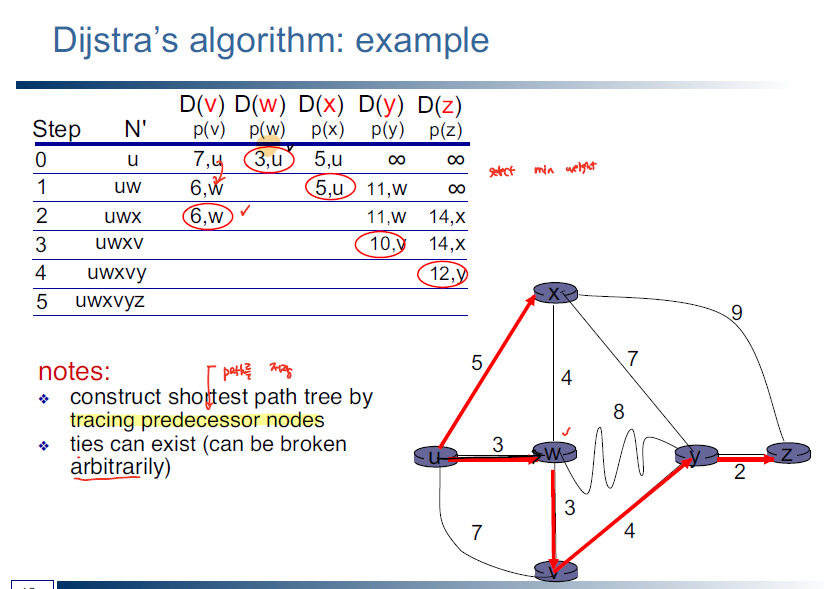 Dijstra's algorithm: example
D(v) D(w) D(x) D(y) D(z)
Step N' p(v) p(w) p(x) p(y) p(z)
0 u 7,u 3,u 5,u ∞ ∞
select min weight
1 uw 6,w 5,u 11,w ∞
2 uwx 6,w 11,w 14,x
3 uwxv 10,v 14,x
4 uwxvy 12,y
5 uwxvyz
notes:
construct shortest path tree by
tracing predecessor nodes
ties can exist (can be broken
arbitrarily)
x
9
5
7
4
8
3
u
w
y
z
2
3
7
4
v